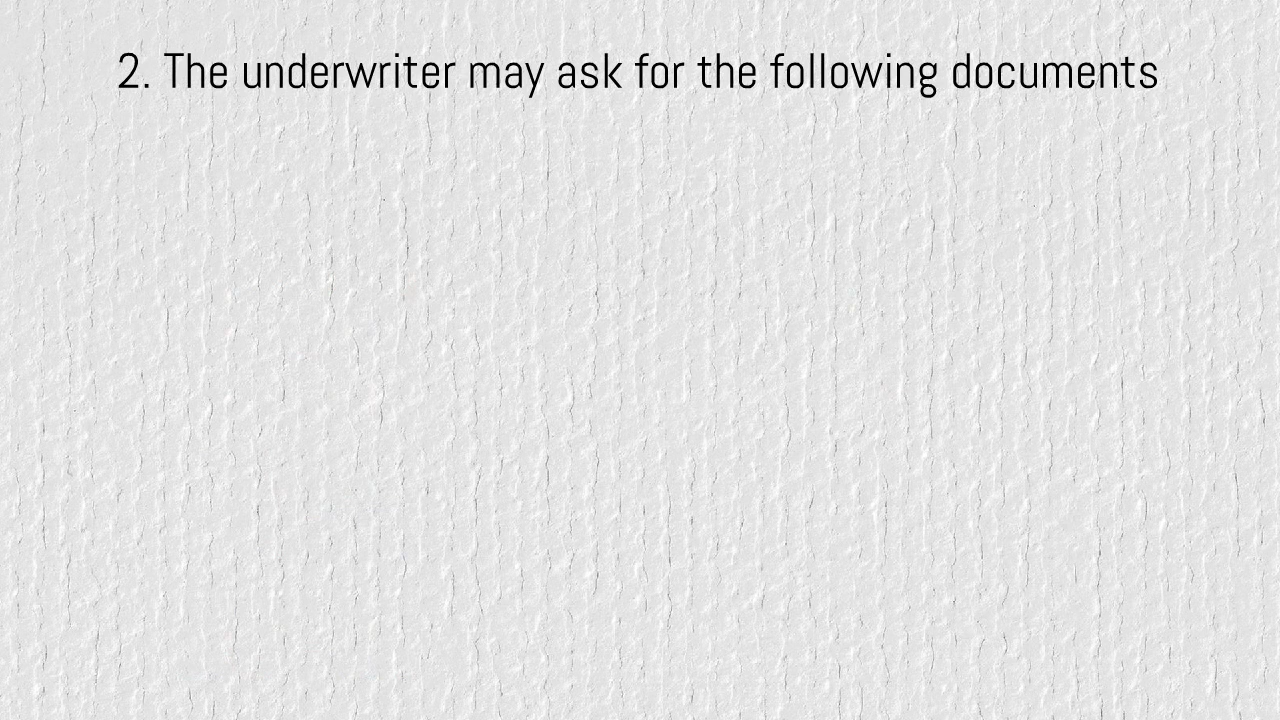 2. The underwriter may ask for the following documents